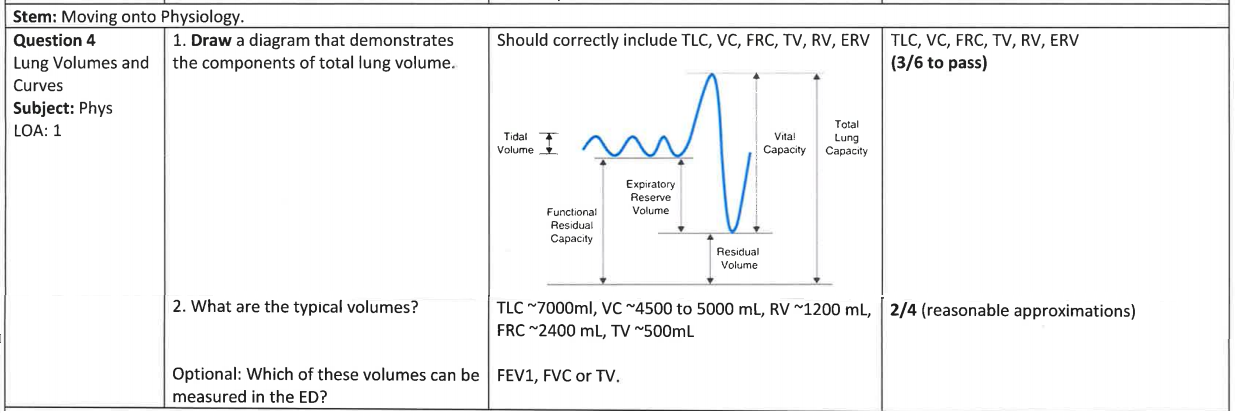 Stem: Moving onto Physiology.
Question 4
Lung Volumes and
Curves
Subject: Phys
LOA: 1
1. Draw a diagram that demonstrates
the components of total lung volume.
Should correctly include TLC, VC, FRC, TV, RV, ERV
Tidal
Volume
Vital
Capacity
Total
Lung
Capacity
Expiratory
Reserve
Volume
Functional
Residual
Capacity
Residual
Volume
TLC, VC, FRC, TV, RV, ERV
(3/6 to pass)
2. What are the typical volumes?
TLC ~7000ml, VC ~4500 to 5000 mL, RV ~1200 mL,
FRC ~2400 mL, TV ~500mL
2/4 (reasonable approximations)
Optional: Which of these volumes can be
measured in the ED?
FEV1, FVC or TV.